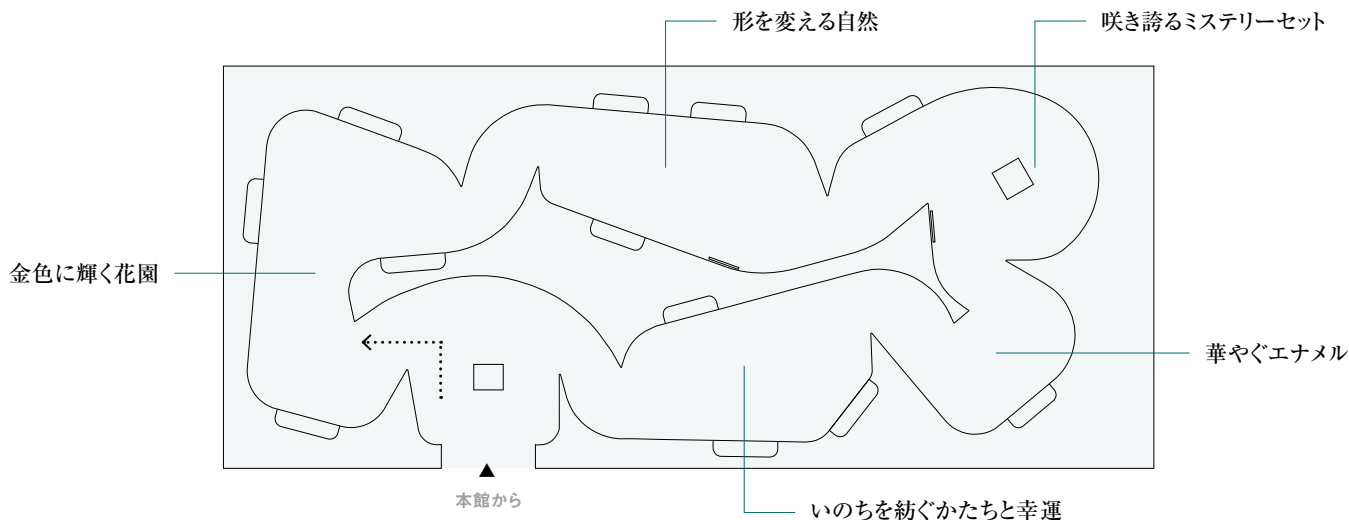 形を変える自然
咲き誇るミステリーセット
金色に輝く花園
華やぐエナメル
本館から
いのちを紡ぐかたちと幸運